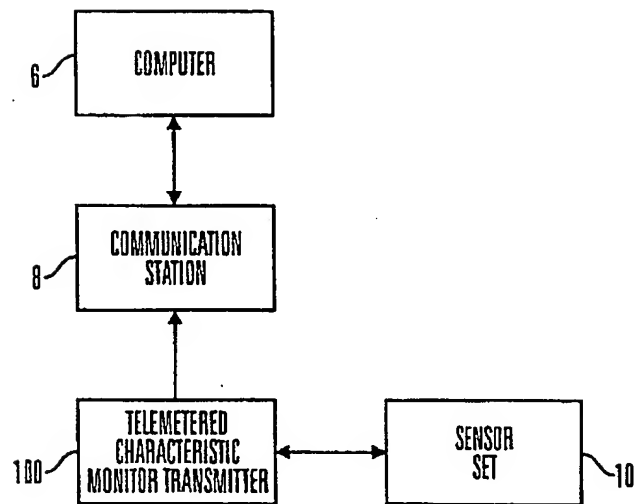 COMPUTER
6
COMMUNICATION
STATION
8
TELEMETERED
CHARACTERISTIC
MONITOR TRANSMITTER
100
SENSOR
SET
10